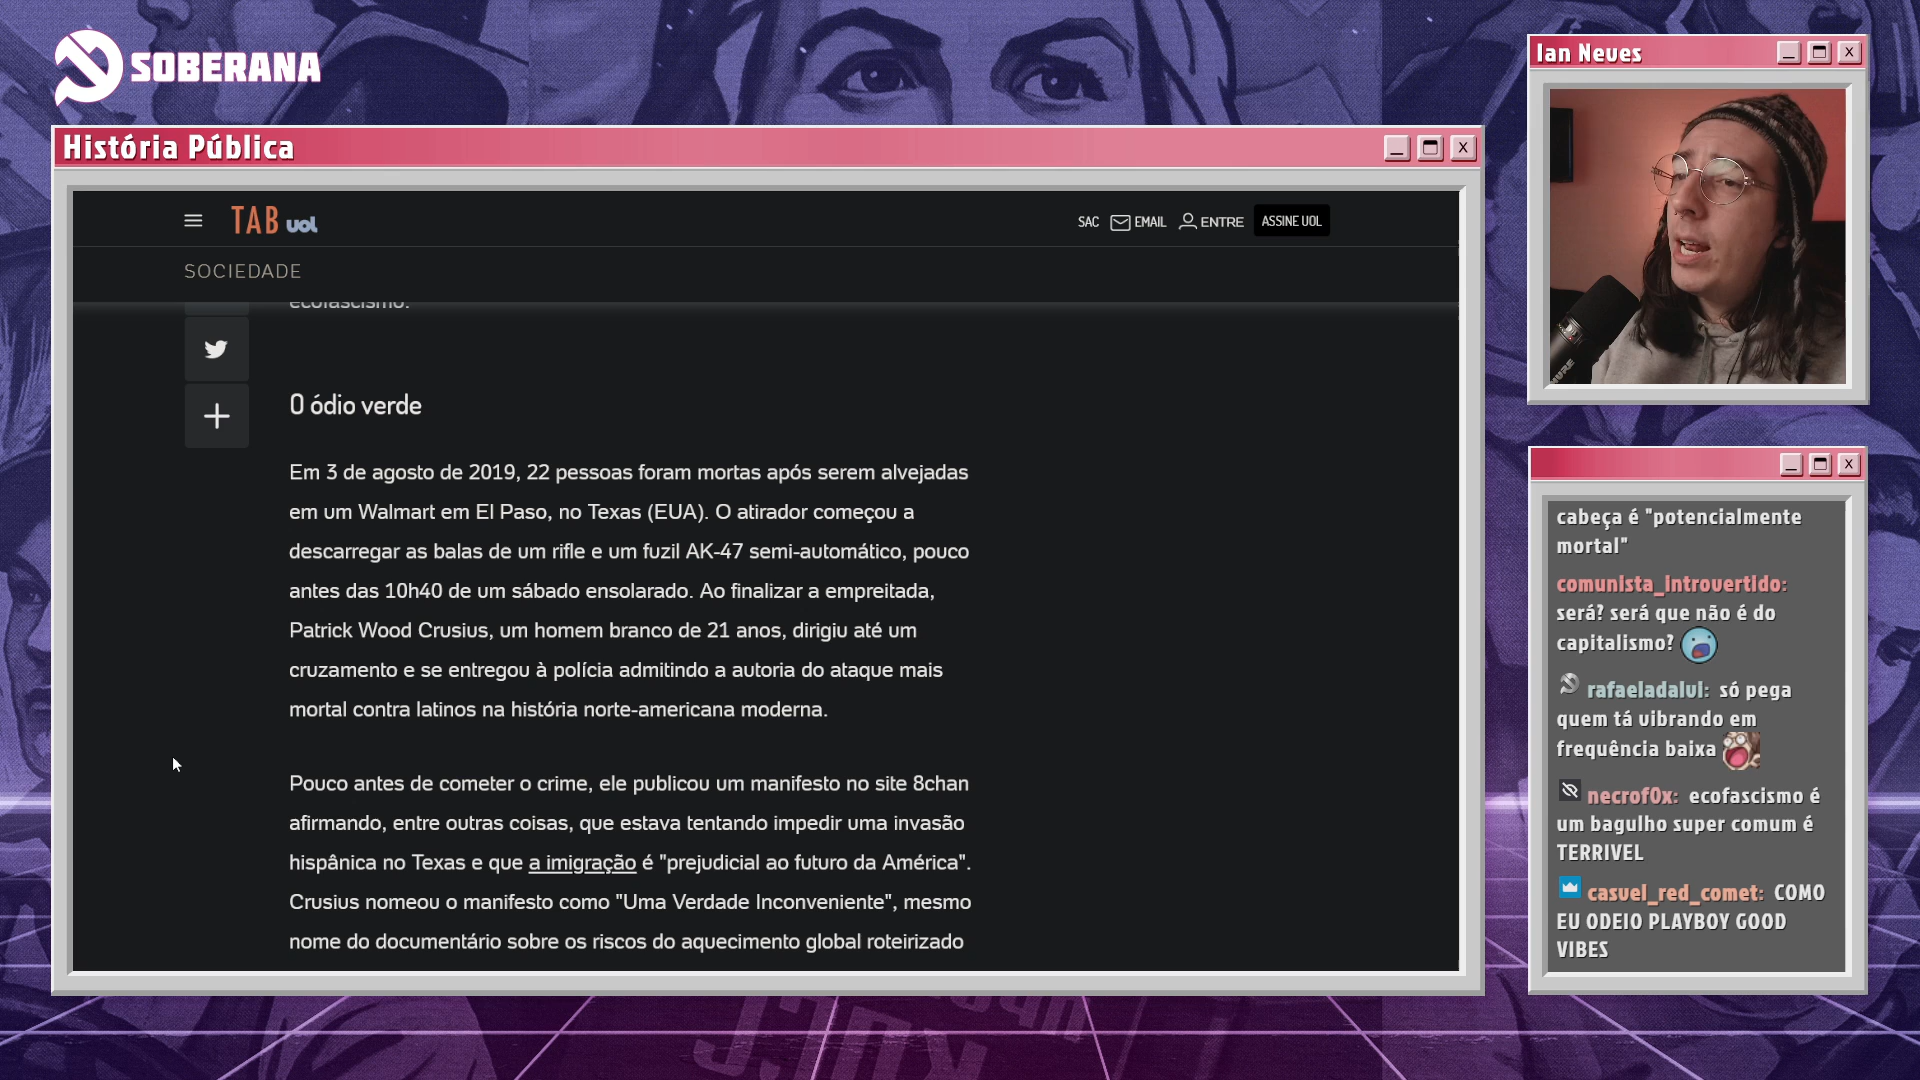 SOBERANA
História Pública
TAB uol
SAC EMAIL ENTRE ASSINE UOL
SOCIEDADE
ecofascismo.
O ódio verde
Em 3 de agosto de 2019, 22 pessoas foram mortas após serem alvejadas
em um Walmart em El Paso, no Texas (EUA). O atirador começou a
descarregar as balas de um rifle e um fuzil AK-47 semi-automático, pouco
antes das 10h40 de um sábado ensolarado. Ao finalizar a empreitada,
Patrick Wood Crusius, um homem branco de 21 anos, dirigiu até um
cruzamento e se entregou à polícia admitindo a autoria do ataque mais
mortal contra latinos na história norte-americana moderna.
Pouco antes de cometer o crime, ele publicou um manifesto no site 8chan
afirmando, entre outras coisas, que estava tentando impedir uma invasão
hispânica no Texas e que a imigração é "prejudicial ao futuro da América".
Crusius nomeou o manifesto como "Uma Verdade Inconveniente", mesmo
nome do documentário sobre os riscos do aquecimento global roteirizado
Ian Neves
cabeça é "potencialmente
mortal"
comunista_introvertido:
será? será que não é do
capitalismo?
rafaeladalul: só pega
quem tá vibrando em
frequência baixa
necrof0x: ecofascismo é
um bagulho super comum é
TERRIVEL
casuel_red_comet: COMO
EU ODEIO PLAYBOY GOOD
VIBES